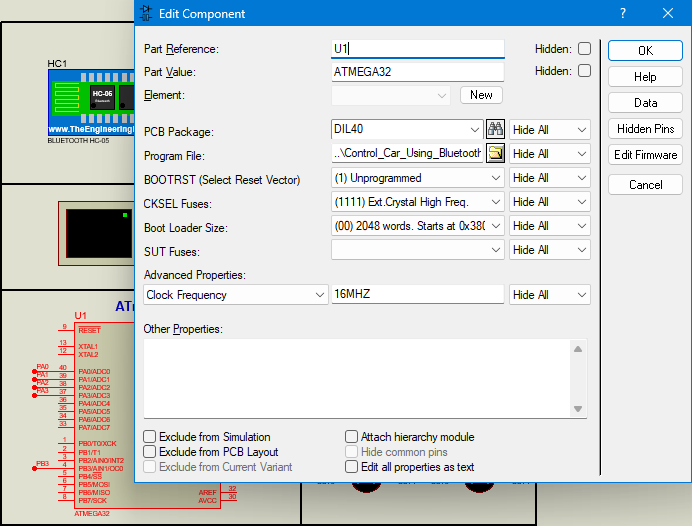 Edit Component
?
Part Reference: U1 Hidden:
Part Value: ATMEGA32 Hidden:
Element: New
PCB Package: DIL40 Hide All
Program File: ..\Control_Car_Using_Bluetooth Hide All
BOOTRST (Select Reset Vector) (1) Unprogrammed Hide All
CKSEL Fuses: (1111) Ext.Crystal High Freq. Hide All
Boot Loader Size: (00) 2048 words. Starts at 0x380 Hide All
SUT Fuses: Hide All
Advanced Properties:
Clock Frequency 16MHZ Hide All
Other Properties:
Exclude from Simulation Attach hierarchy module
Exclude from PCB Layout Hide common pins
Exclude from Current Variant Edit all properties as text
OK
Help
Data
Hidden Pins
Edit Firmware
Cancel
HC1
HC-06
Bluetooth
www.TheEngineeringP
BLUETOOTH HC-05
U1
9 RESET
13 XTAL1
12 XTAL2
PA0 40 PA0/ADC0
PA1 39 PA1/ADC1
PA2 38 PA2/ADC2
PA3 37 PA3/ADC3
36 PA4/ADC4
35 PA5/ADC5
34 PA6/ADC6
33 PA7/ADC7
1 PB0/T0/XCK
2 PB1/T1
3 PB2/AIN0/INT2
PB3 4 PB3/AIN1/OC0
5 PB4/SS
6 PB5/MOSI
7 PB6/MISO
8 PB7/SCK
AREF 32
AVCC 30
ATMEGA32